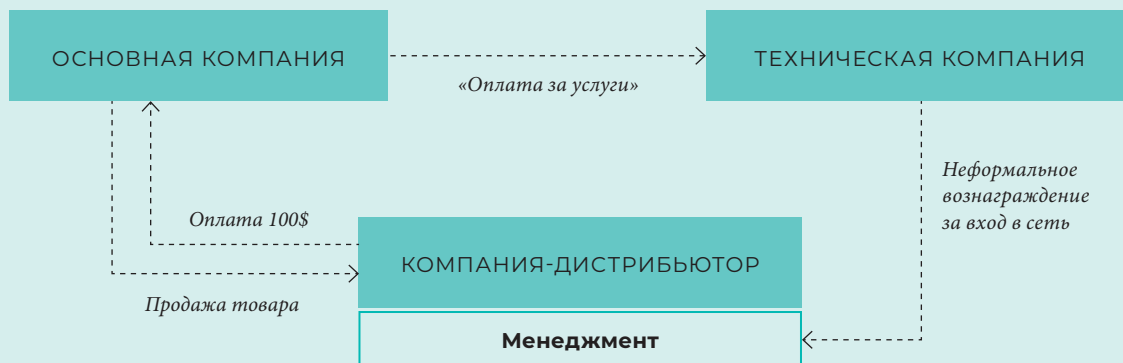 ОСНОВНАЯ КОМПАНИЯ
«Оплата за услуги»
ТЕХНИЧЕСКАЯ КОМПАНИЯ
Неформальное
вознаграждение
за вход в сеть
Оплата 100$
КОМПАНИЯ-ДИСТРИБЬЮТОР
Продажа товара
Менеджмент